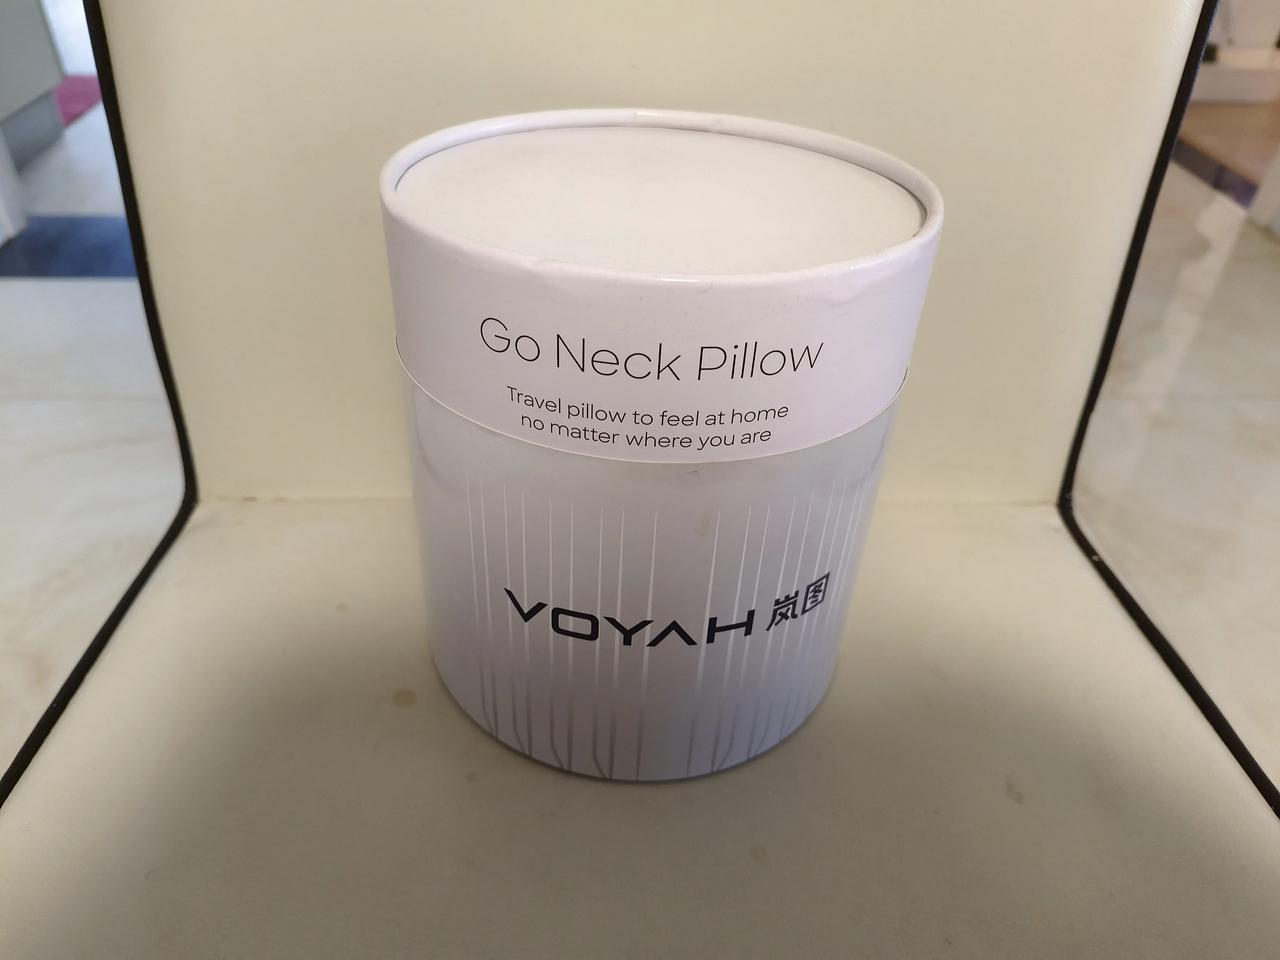 Go Neck Pillow
Travel pillow to feel at home
no matter where you are
VOYAH 岚图